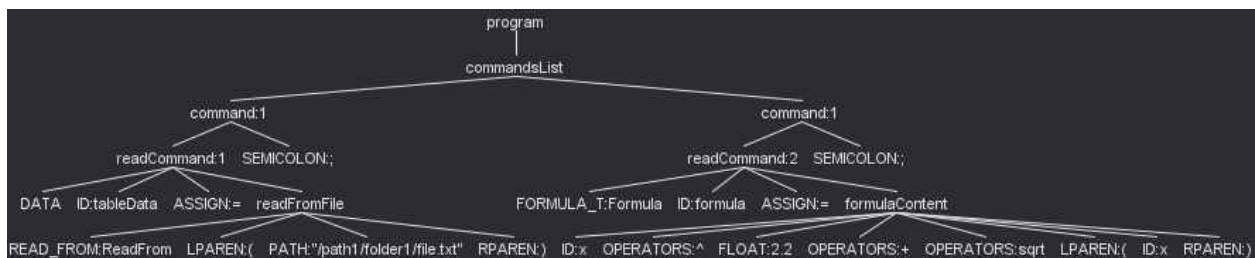 program
commandsList
command:1 command:1
readCommand:1 SEMICOLON:; readCommand:2 SEMICOLON:;
DATA ID:tableData ASSIGN:= readFromFile FORMULA_T:Formula ID:formula ASSIGN:= formulaContent
READ_FROM:ReadFrom LPAREN:( PATH:"/path1/folder1/file.txt" RPAREN:) ID:x OPERATORS:^ FLOAT:2.2 OPERATORS:+ OPERATORS:sqrt LPAREN:( ID:x RPAREN:)